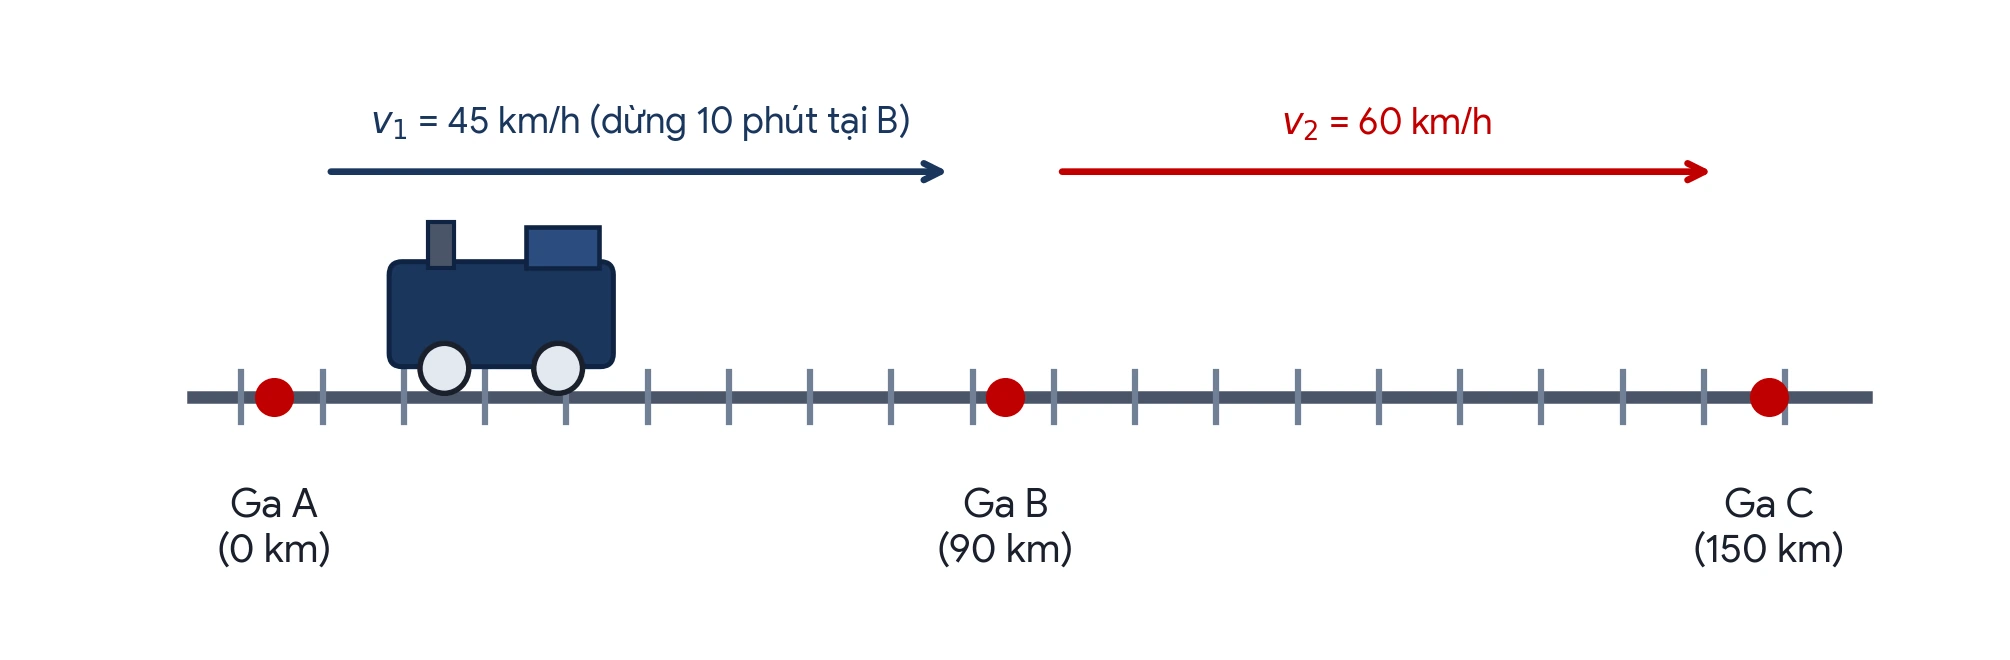 v₁ = 45 km/h (dừng 10 phút tại B)
v₂ = 60 km/h
Ga A
(0 km)
Ga B
(90 km)
Ga C
(150 km)